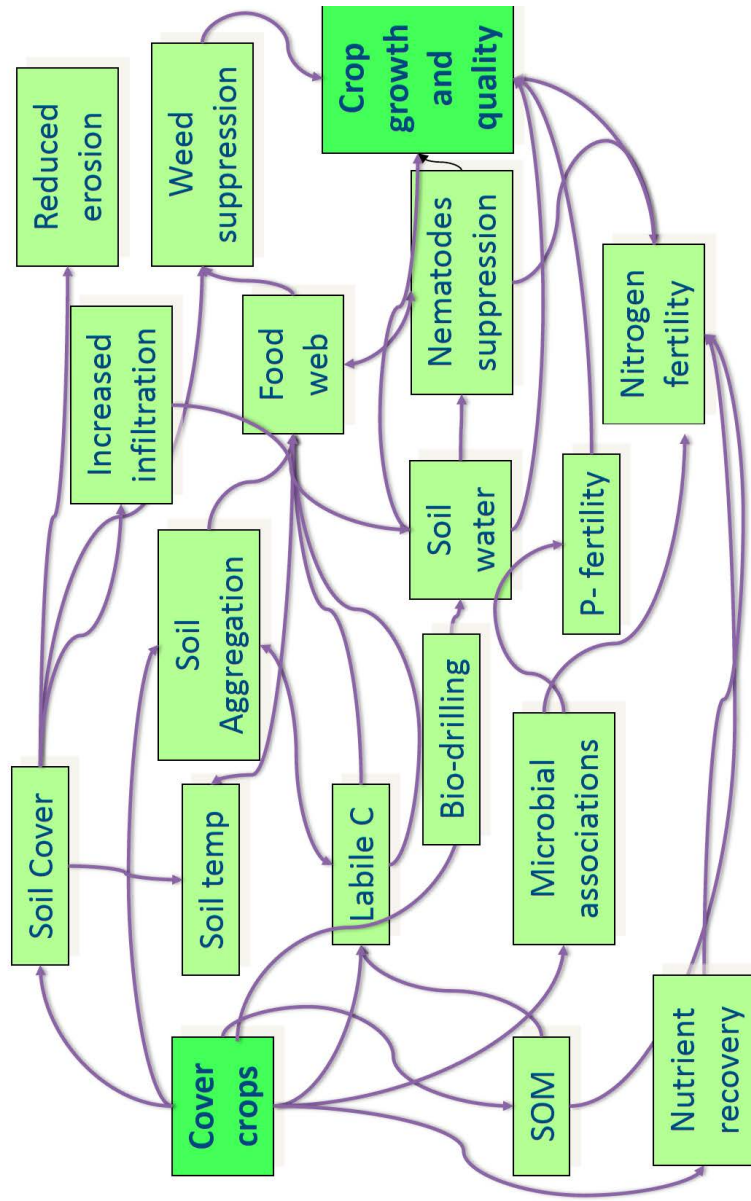 Cover
crops
Soil Cover
Soil temp
Labile C
SOM
Nutrient
recovery
Soil
Aggregation
Bio-drilling
Microbial
associations
Increased
infiltration
Food
web
Soil
water
P- fertility
Reduced
erosion
Weed
suppression
Nematodes
suppression
Nitrogen
fertility
Crop
growth
and
quality